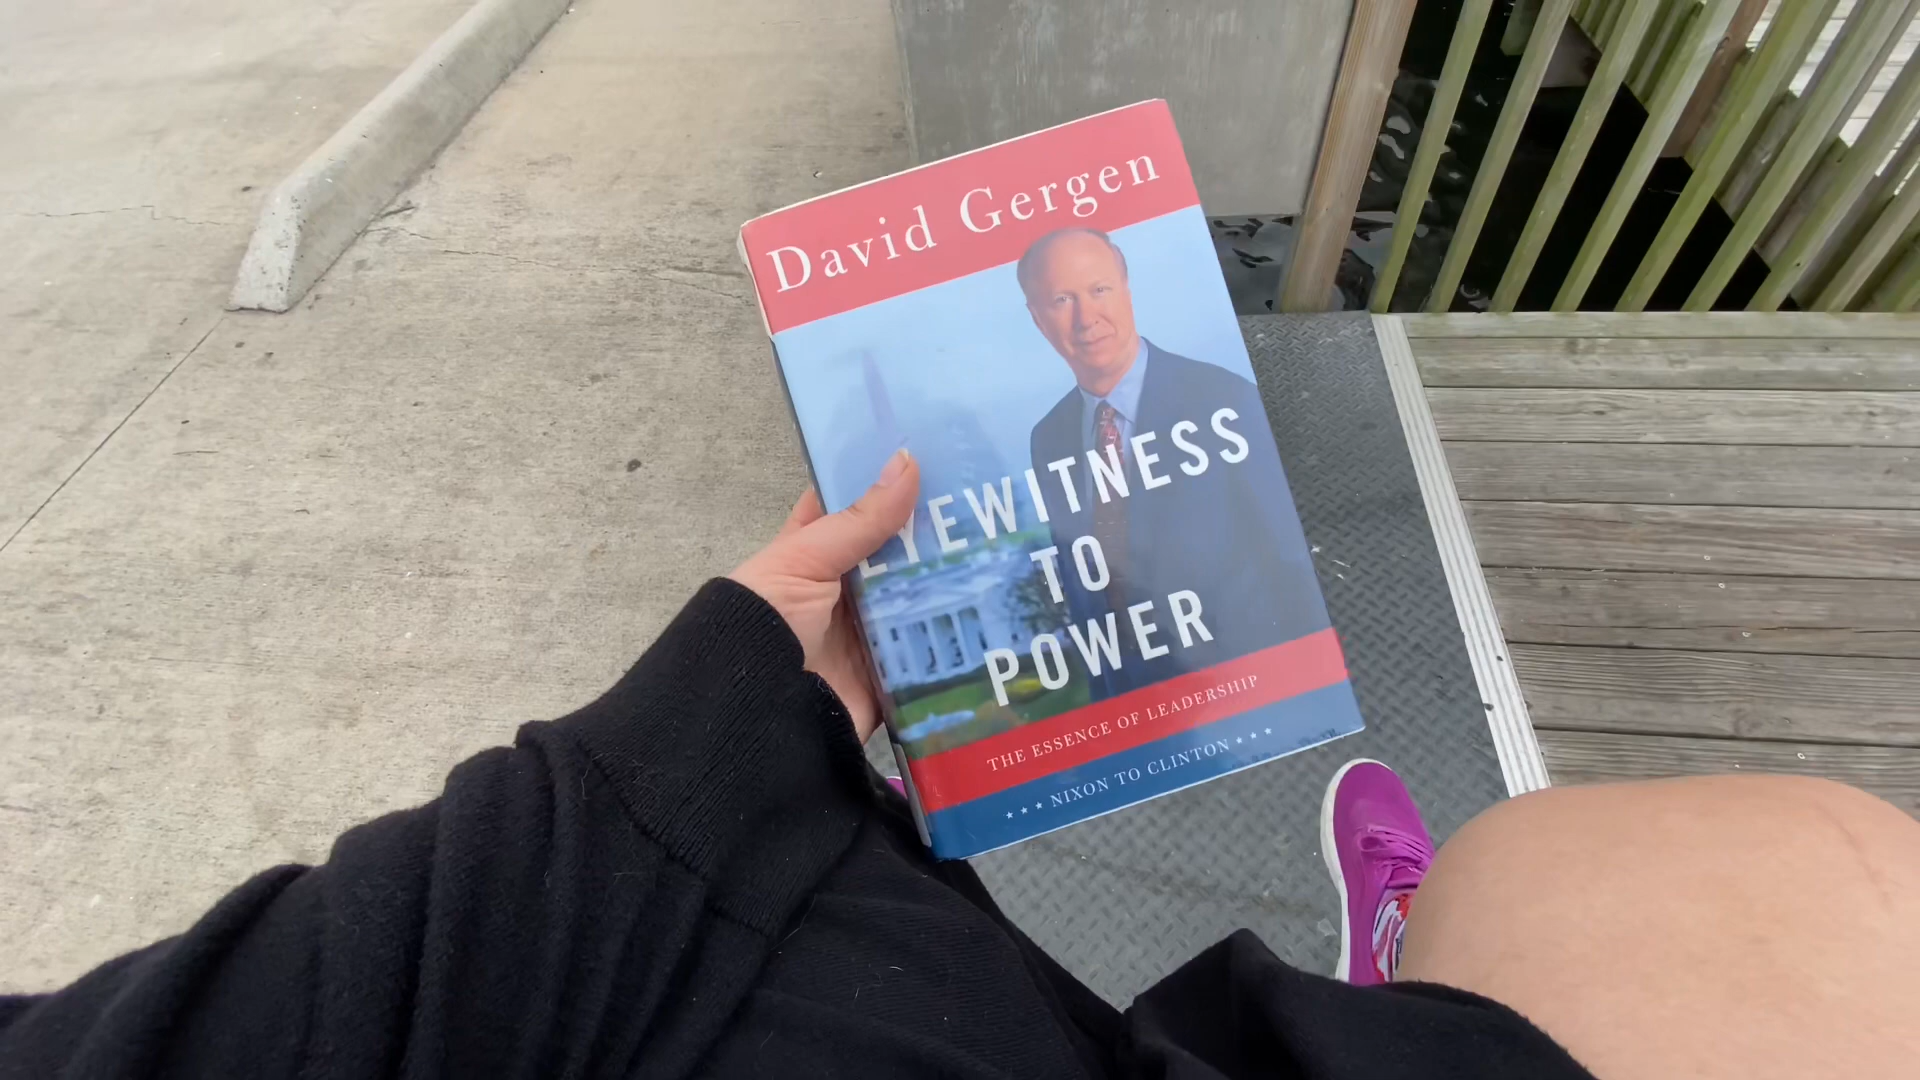 David Gergen
EYEWITNESS
TO
POWER
THE ESSENCE OF LEADERSHIP
★ ★ ★ NIXON TO CLINTON ★ ★ ★